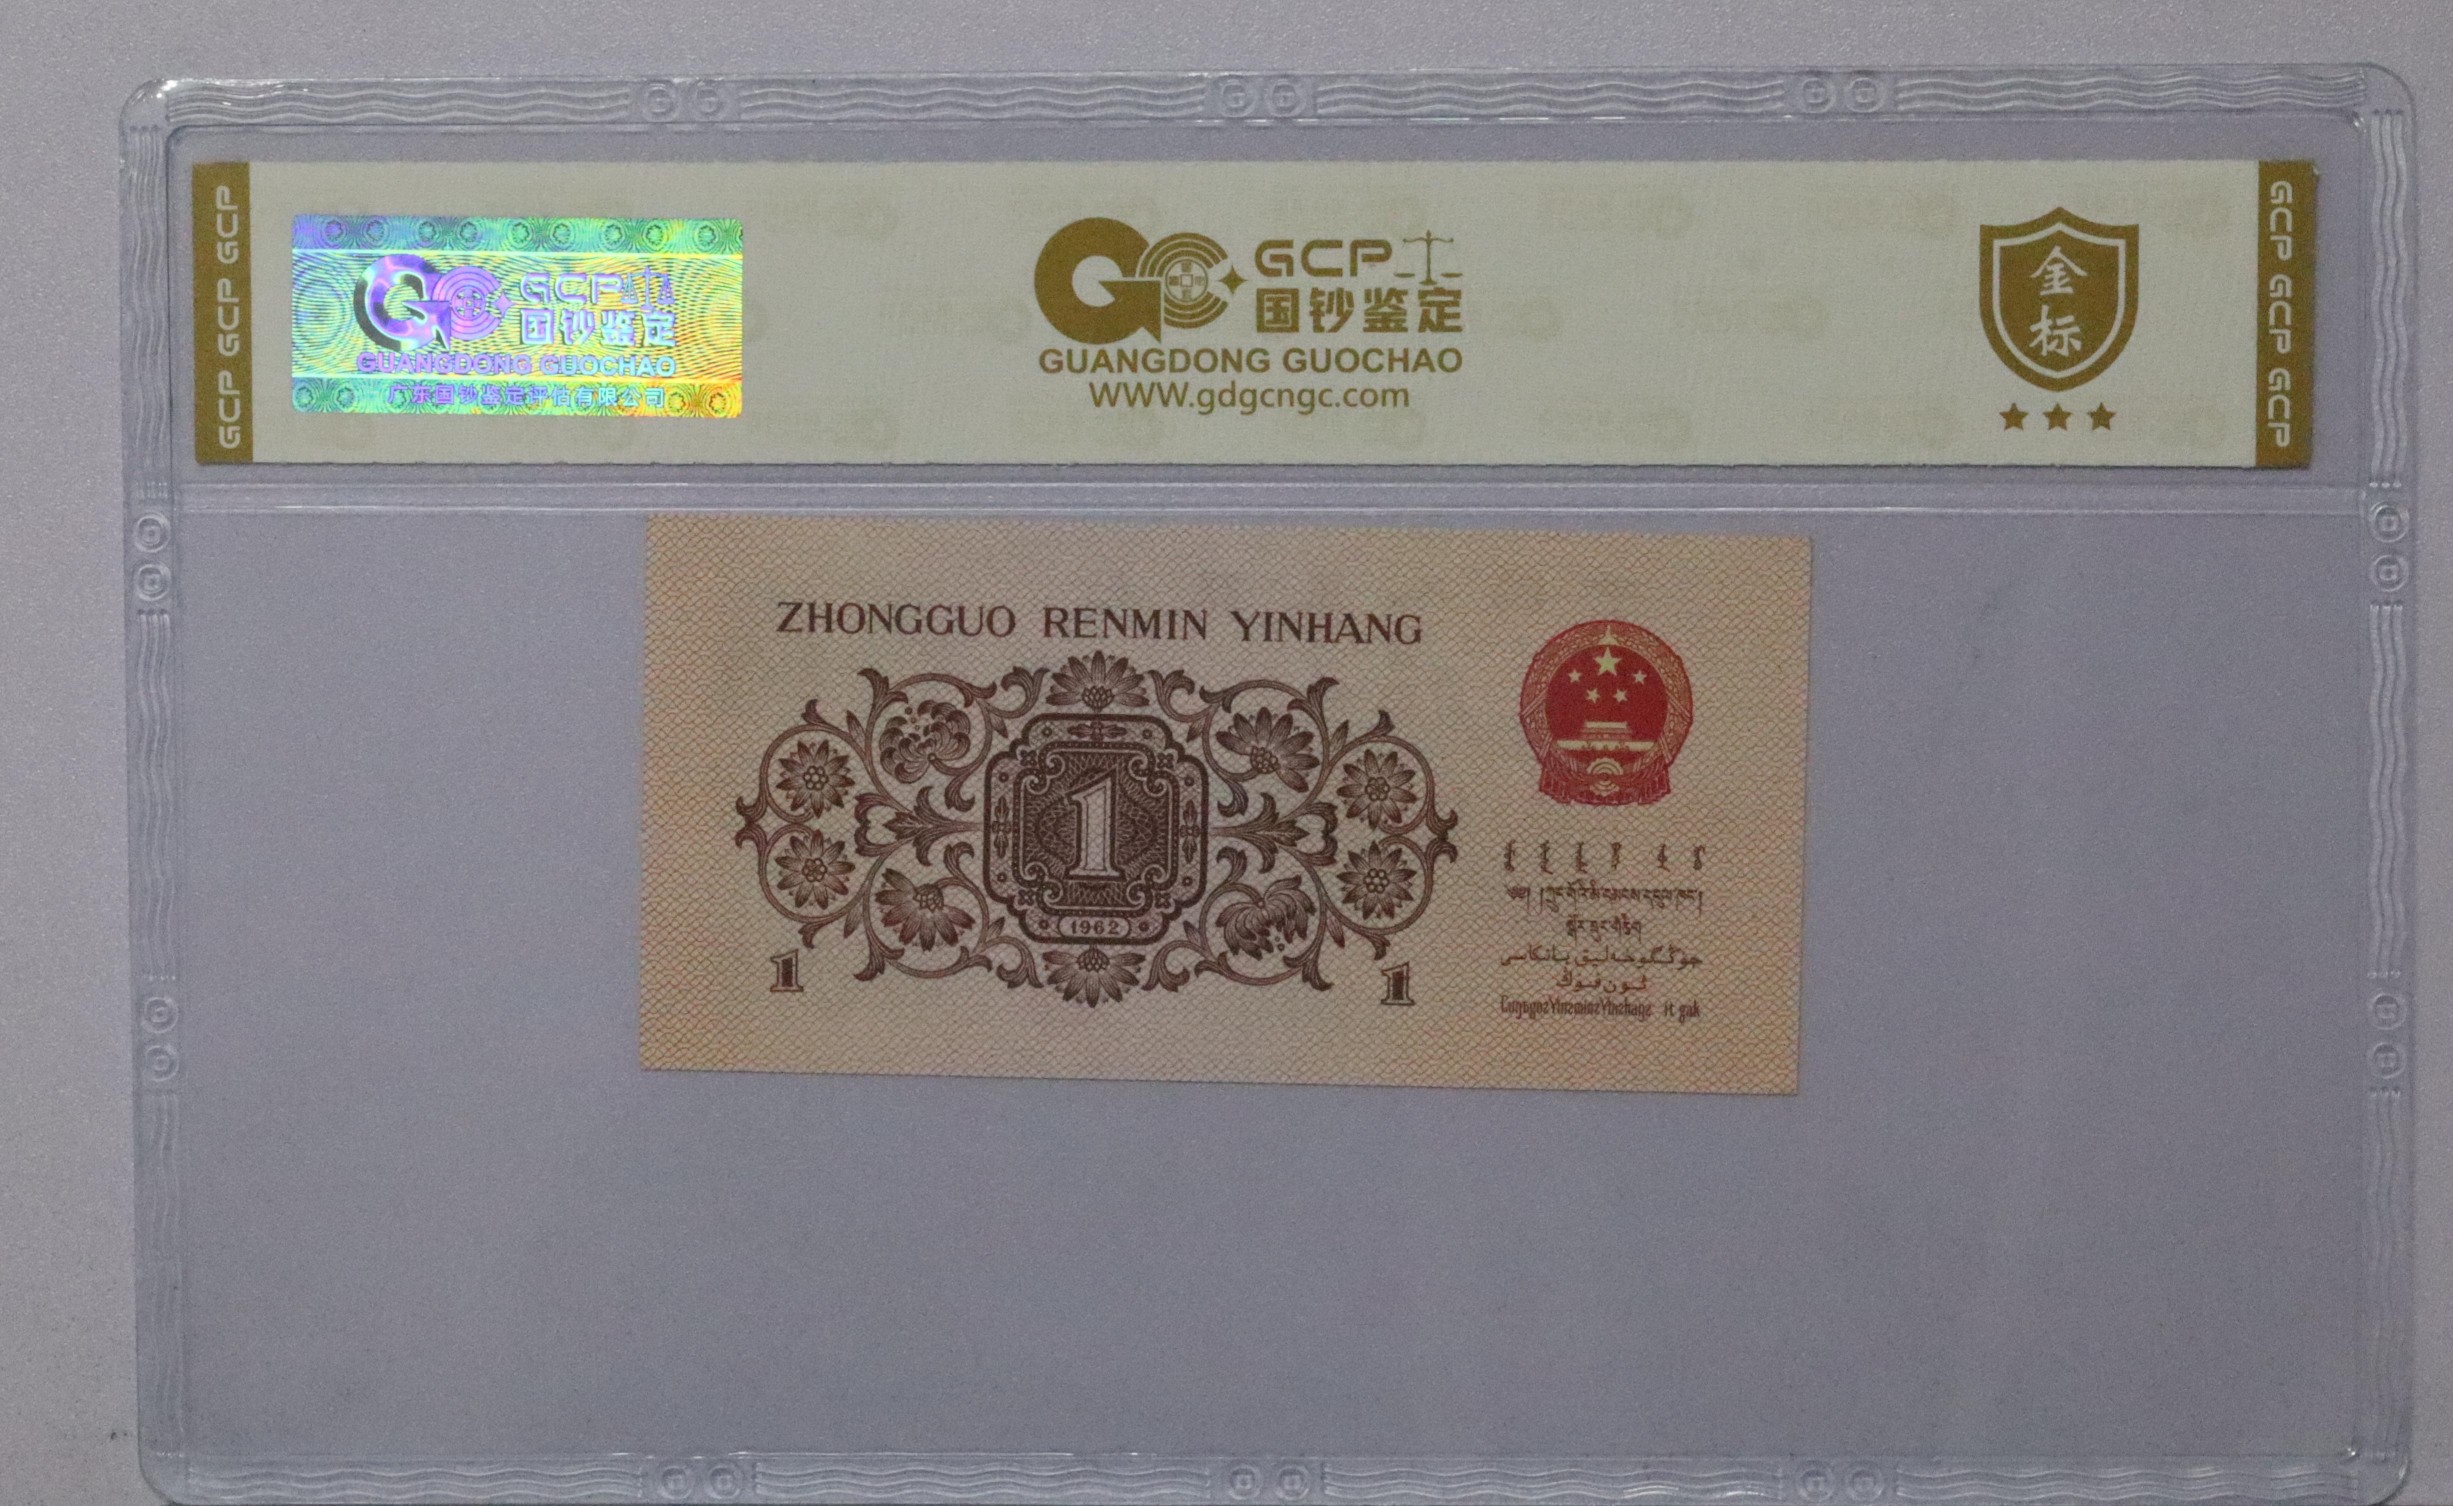 GCP GCP GCP
GCP
国钞鉴定
GUANGDONG GUOCHAO
广东国钞鉴定评估有限公司
GCP
国钞鉴定
GUANGDONG GUOCHAO
WWW.gdgcngc.com
金
标
GCP GCP GCP
ZHONGGUO RENMIN YINHANG
1
1962
1
1
جۇڭگوخەلىق بانكاسى